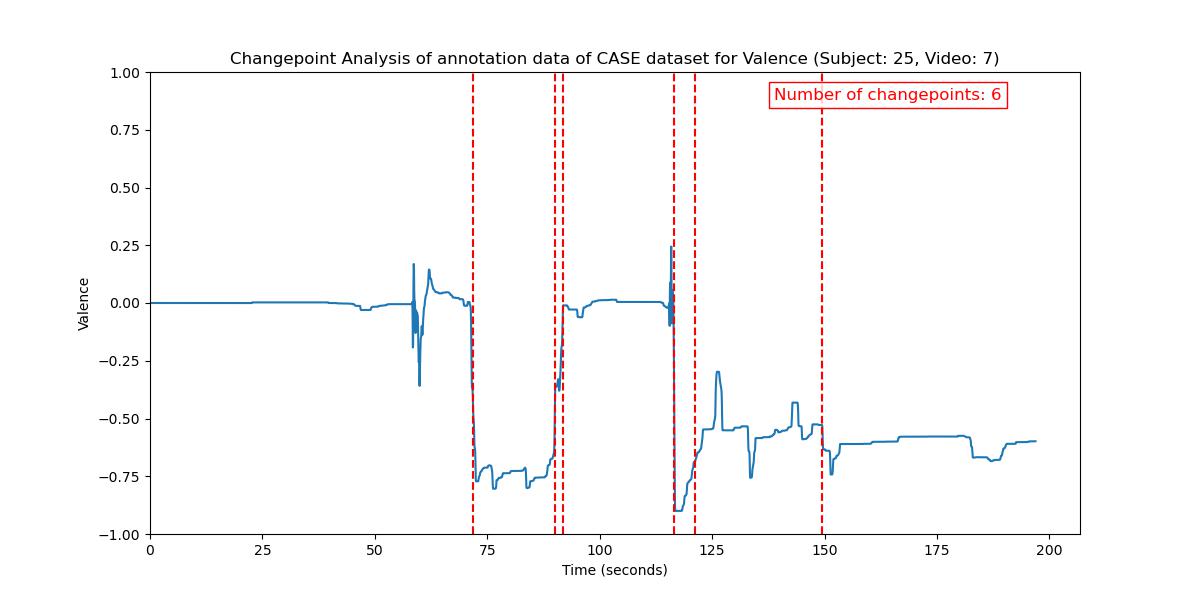 Changepoint Analysis of annotation data of CASE dataset for Valence (Subject: 25, Video: 7)
Number of changepoints: 6
1.00
0.75
0.50
0.25
0.00
−0.25
−0.50
−0.75
−1.00
Valence
0 25 50 75 100 125 150 175 200
Time (seconds)